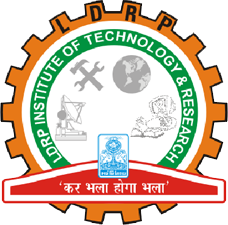 LDRP
LDRP INSTITUTE OF TECHNOLOGY & RESEARCH
'कर भला होगा भला'